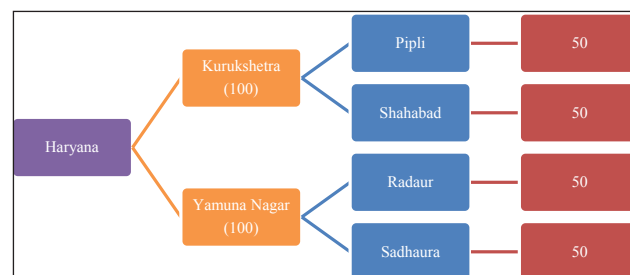 Haryana
Kurukshetra
(100)
Yamuna Nagar
(100)
Pipli
50
Shahabad
50
Radaur
50
Sadhaura
50